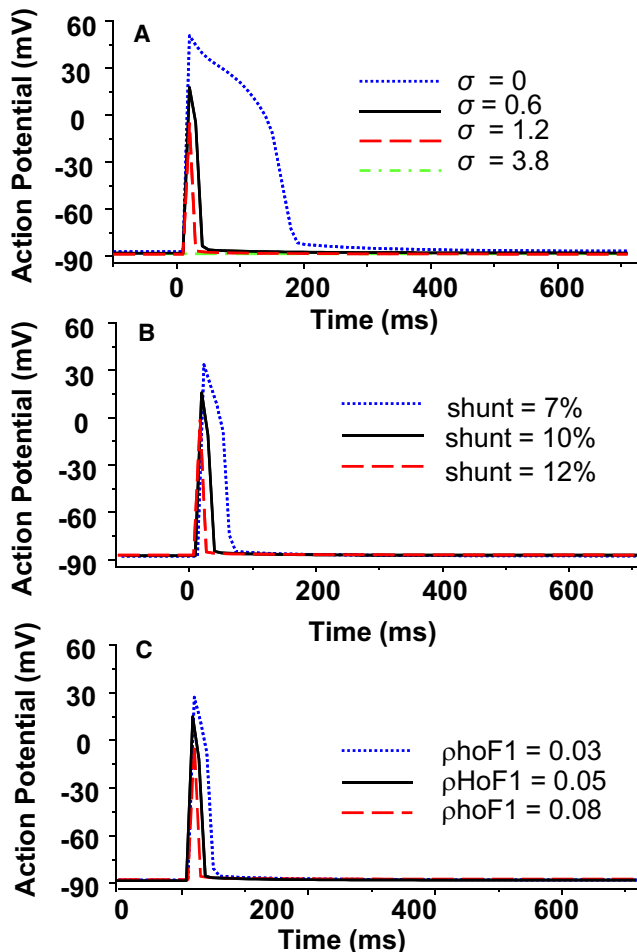 A
Action Potential (mV)
60
30
0
-30
-60
-90
σ = 0
σ = 0.6
σ = 1.2
σ = 3.8
0 200 400 600
Time (ms)
B
Action Potential (mV)
60
30
0
-30
-60
-90
shunt = 7%
shunt = 10%
shunt = 12%
0 200 400 600
Time (ms)
C
Action Potential (mV)
60
30
0
-30
-60
-90
ρhoF1 = 0.03
ρHoF1 = 0.05
ρhoF1 = 0.08
0 200 400 600
Time (ms)